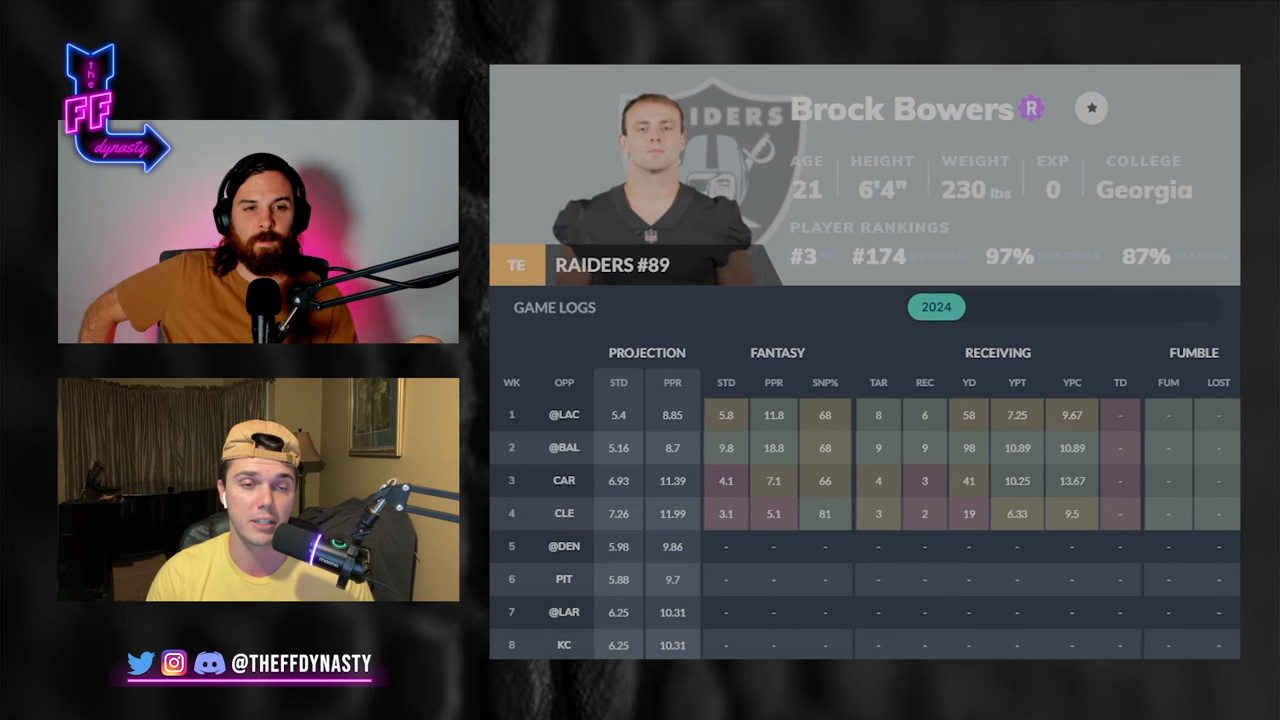 the
FF
dynasty
RAIDERS
Brock Bowers R
AGE HEIGHT WEIGHT EXP COLLEGE
21 6'4" 230 lbs 0 Georgia
PLAYER RANKINGS
#3 TE #174 OVERALL 97% ROSTERED 87% STARTED
TE RAIDERS #89
GAME LOGS 2024
PROJECTION FANTASY RECEIVING FUMBLE
WK OPP STD PPR STD PPR SNP% TAR REC YD YPT YPC TD FUM LOST
1 @LAC 5.4 8.85 5.8 11.8 68 8 6 58 7.25 9.67 - - -
2 @BAL 5.16 8.7 9.8 18.8 68 9 9 98 10.89 10.89 - - -
3 CAR 6.93 11.39 4.1 7.1 66 4 3 41 10.25 13.67 - - -
4 CLE 7.26 11.99 3.1 5.1 81 3 2 19 6.33 9.5 - - -
5 @DEN 5.98 9.86 - - - - - - - - - - -
6 PIT 5.88 9.7 - - - - - - - - - - -
7 @LAR 6.25 10.31 - - - - - - - - - - -
8 KC 6.25 10.31 - - - - - - - - - - -
@THEFFDYNASTY